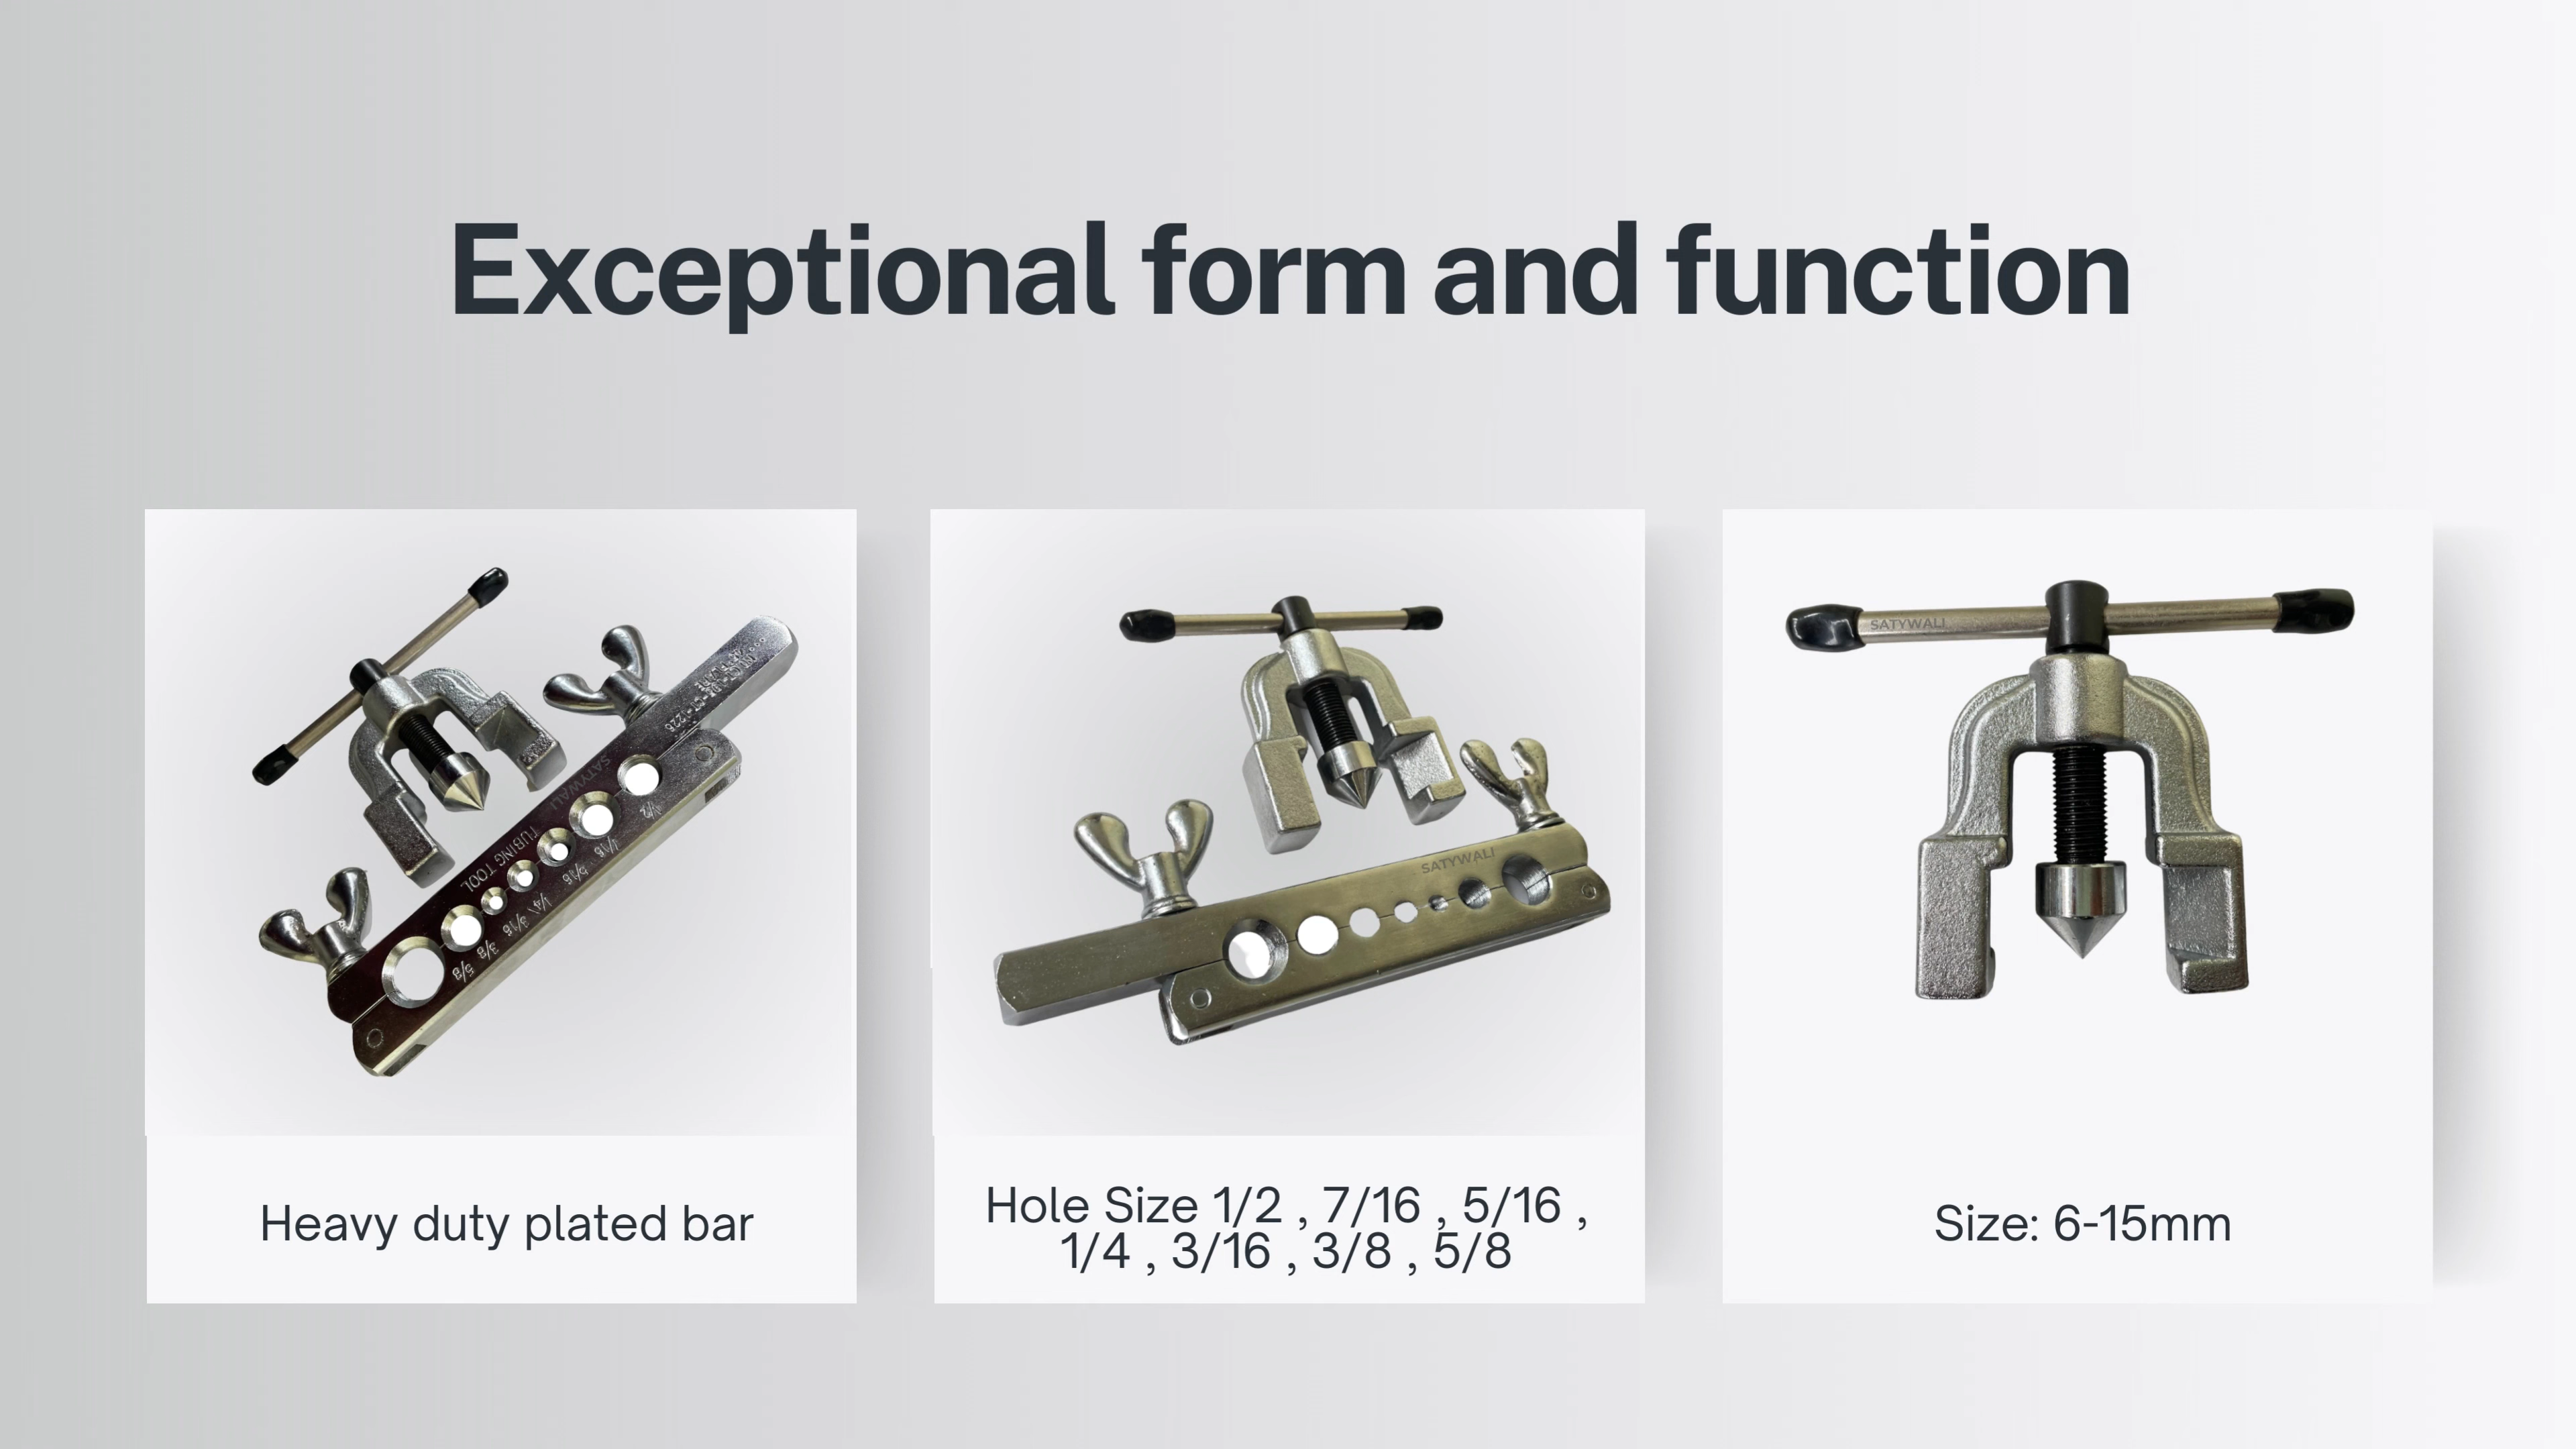 Exceptional form and function
SATYWALI
TUBING TOOL
1/2
5/16
1/4
3/16
3/8
5/8
SATYWALI
SATYWALI
Heavy duty plated bar
Hole Size 1/2 , 7/16 , 5/16 ,
1/4 , 3/16 , 3/8 , 5/8
Size: 6-15mm